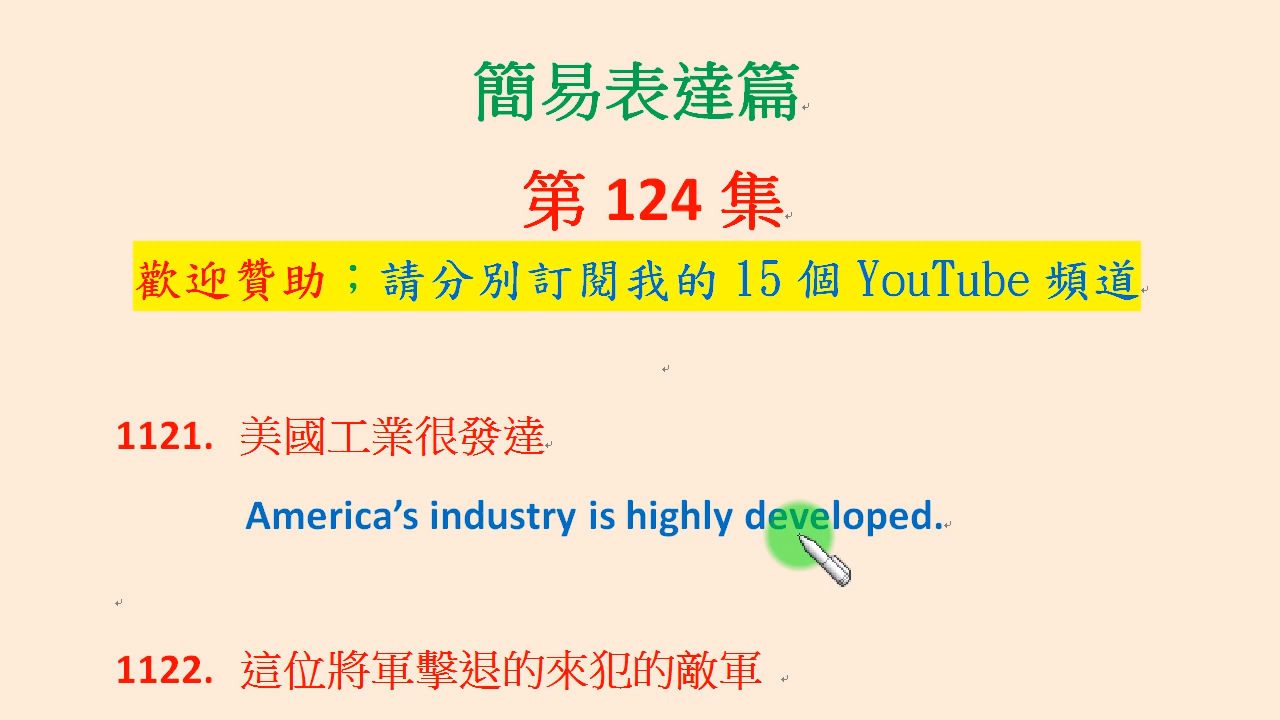 簡易表達篇
第 124 集
歡迎贊助；請分別訂閱我的 15 個 YouTube 頻道
1121. 美國工業很發達
America’s industry is highly developed.
1122. 這位將軍擊退的來犯的敵軍